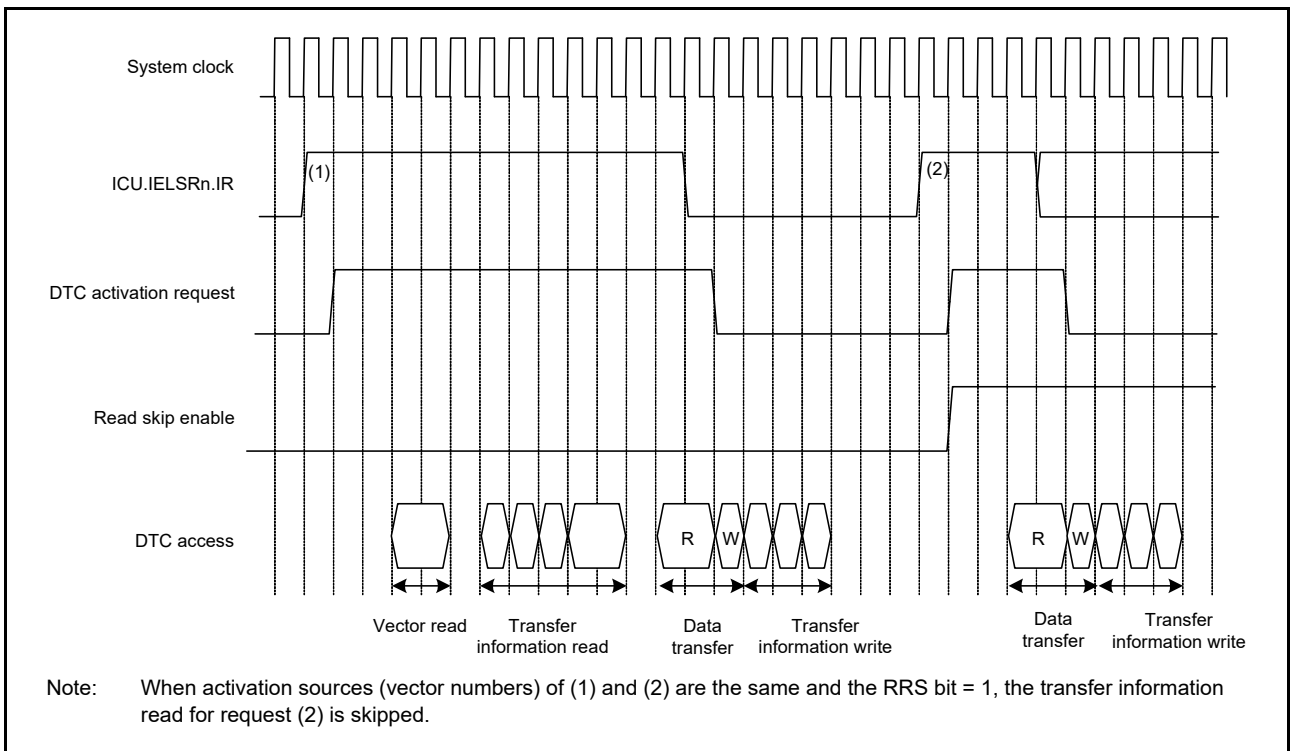 System clock
ICU.IELSRn.IR
(1)
(2)
DTC activation request
Read skip enable
DTC access
R
W
R
W
Vector read
Transfer
information read
Data
transfer
Transfer
information write
Data
transfer
Transfer
information write
Note: When activation sources (vector numbers) of (1) and (2) are the same and the RRS bit = 1, the transfer information
read for request (2) is skipped.